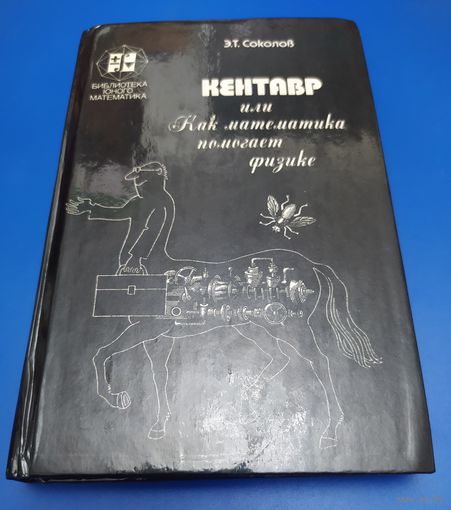 Э.Т. Соколов
БИБЛИОТЕКА
ЮНОГО
МАТЕМАТИКА
КЕНТАВР
или
Как математика
помогает
физике